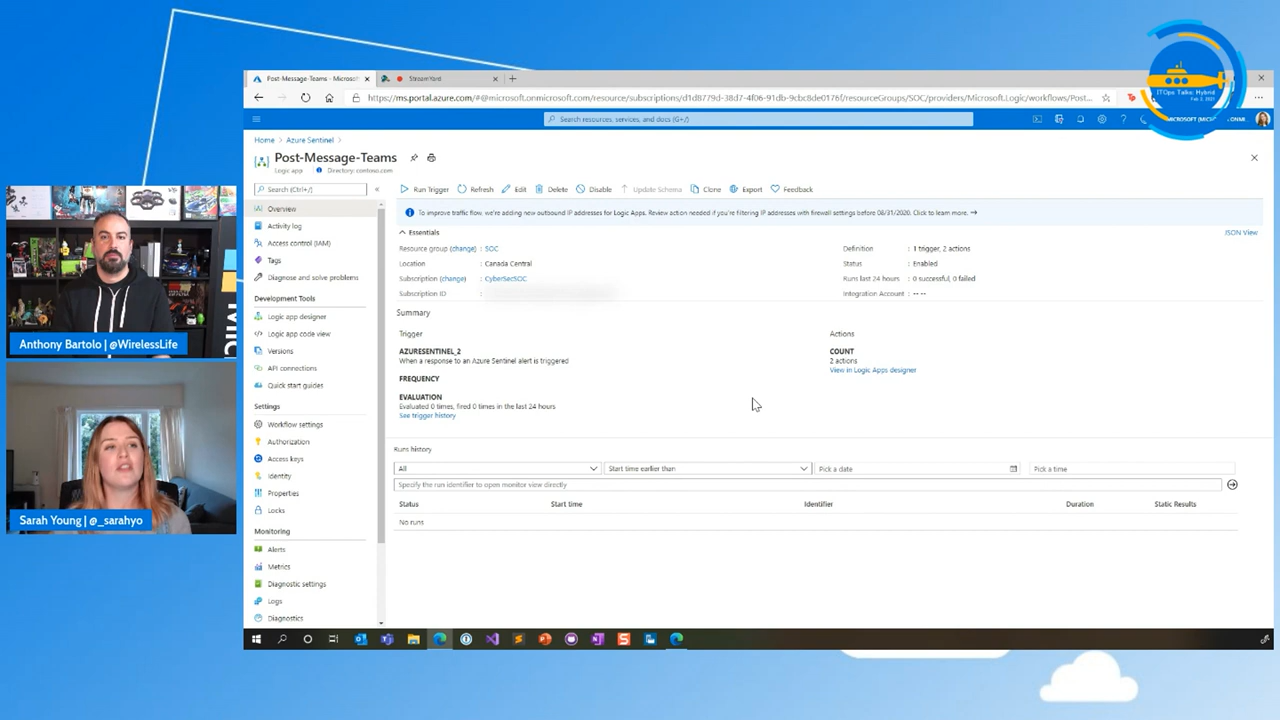 Post-Message-Teams - Microsof
StreamYard
https://ms.portal.azure.com/#@microsoft.onmicrosoft.com/resource/subscriptions/d1d8779d-38d7-4f06-91db-9cbc8de0176f/resourceGroups/SOC/providers/Microsoft.Logic/workflows/Post...
ITOps Talks: Hybrid
Feb 2, 2021
Search resources, services, and docs (G+/)
Home > Azure Sentinel >
Post-Message-Teams
Logic app
Directory: contoso.com
Search (Ctrl+/)
Run Trigger Refresh Edit Delete Disable Update Schema Clone Export Feedback
Overview
Activity log
Access control (IAM)
Tags
Diagnose and solve problems
Development Tools
Logic app designer
Logic app code view
Versions
API connections
Quick start guides
Settings
Workflow settings
Authorization
Access keys
Identity
Properties
Locks
Monitoring
Alerts
Metrics
Diagnostic settings
Logs
Diagnostics
To improve traffic flow, we're adding new outbound IP addresses for Logic Apps. Review action needed if you're filtering IP addresses with firewall settings before 08/31/2020. Click to learn more →
Essentials
JSON View
Resource group (change) : SOC
Location : Canada Central
Subscription (change) : CyberSecSOC
Subscription ID :
Definition : 1 trigger, 2 actions
Status : Enabled
Runs last 24 hours : 0 successful, 0 failed
Integration Account : -- --
Summary
Trigger
AZURESENTINEL_2
When a response to an Azure Sentinel alert is triggered
FREQUENCY
EVALUATION
Evaluated 0 times, fired 0 times in the last 24 hours
See trigger history
Actions
COUNT
2 actions
View in Logic Apps designer
Runs history
All
Start time earlier than
Pick a date
Pick a time
Specify the run identifier to open monitor view directly
Status Start time Identifier Duration Static Results
No runs
Anthony Bartolo | @WirelessLife
Sarah Young | @_sarahyo